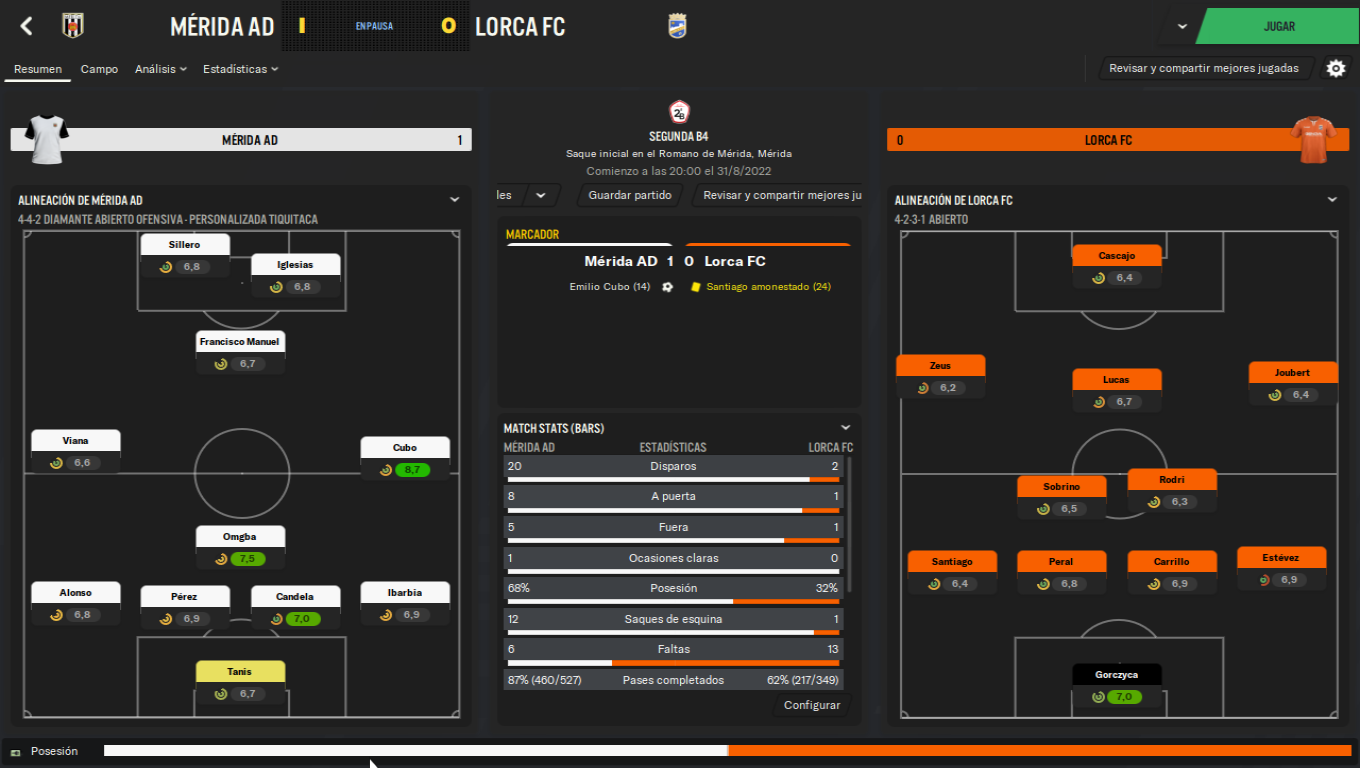 MÉRIDA AD 1 EN PAUSA 0 LORCA FC
JUGAR
Resumen Campo Análisis Estadísticas
Revisar y compartir mejores jugadas
MÉRIDA AD 1
2ªB
SEGUNDA B4
Saque inicial en el Romano de Mérida, Mérida
Comienzo a las 20:00 el 31/8/2022
les Guardar partido Revisar y compartir mejores ju
0 LORCA FC
ALINEACIÓN DE MÉRIDA AD
4-4-2 DIAMANTE ABIERTO OFENSIVA - PERSONALIZADA TIQUITACA
Sillero
6,8
Iglesias
6,8
Francisco Manuel
6,7
Viana
6,6
Cubo
8,7
Omgba
7,5
Alonso
6,8
Pérez
6,9
Candela
7,0
Ibarbia
6,9
Tanis
6,7
MARCADOR
Mérida AD 1 0 Lorca FC
Emilio Cubo (14) Santiago amonestado (24)
MATCH STATS (BARS)
MÉRIDA AD ESTADÍSTICAS LORCA FC
20 Disparos 2
8 A puerta 1
5 Fuera 1
1 Ocasiones claras 0
68% Posesión 32%
12 Saques de esquina 1
6 Faltas 13
87% (460/527) Pases completados 62% (217/349)
Configurar
ALINEACIÓN DE LORCA FC
4-2-3-1 ABIERTO
Cascajo
6,4
Zeus
6,2
Lucas
6,7
Joubert
6,4
Sobrino
6,5
Rodri
6,3
Santiago
6,4
Peral
6,8
Carrillo
6,9
Estévez
6,9
Gorczyca
7,0
Posesión